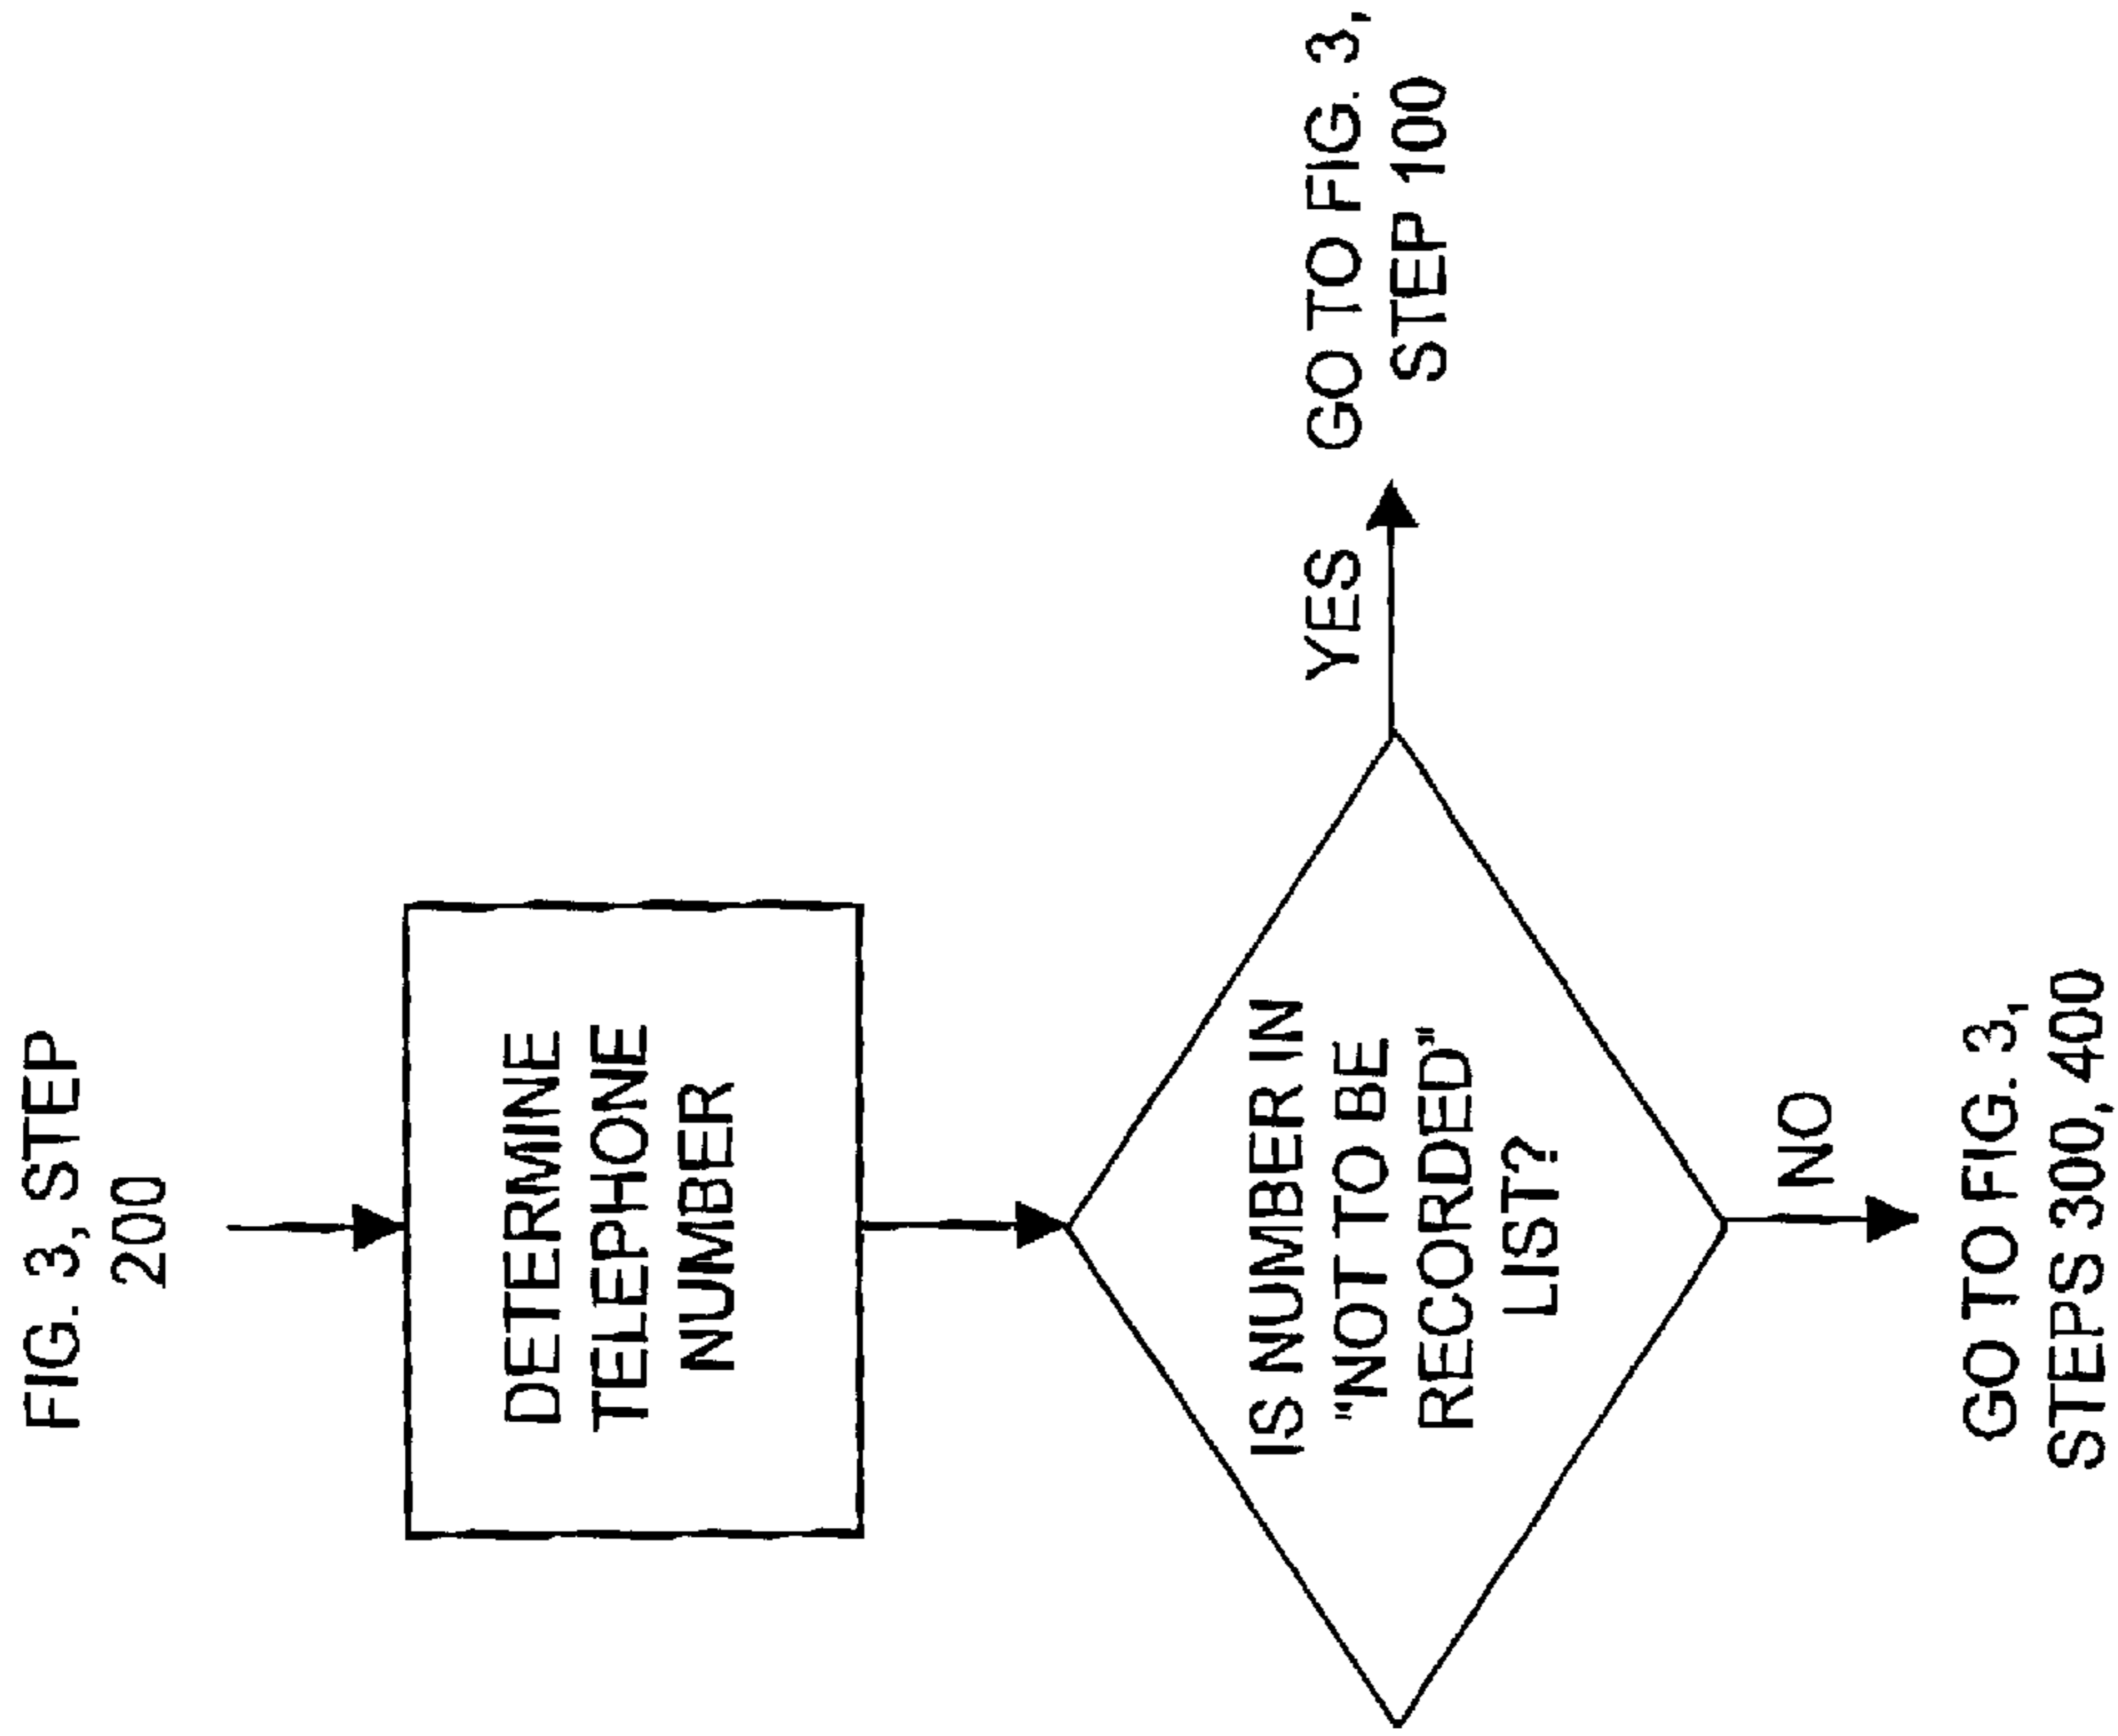 FIG. 3, STEP
200
DETERMINE
TELEPHONE
NUMBER
IS NUMBER IN
"NOT TO BE
RECORDED"
LIST?
YES
GO TO FIG. 3,
STEP 100
NO
GO TO FIG. 3,
STEPS 300, 400